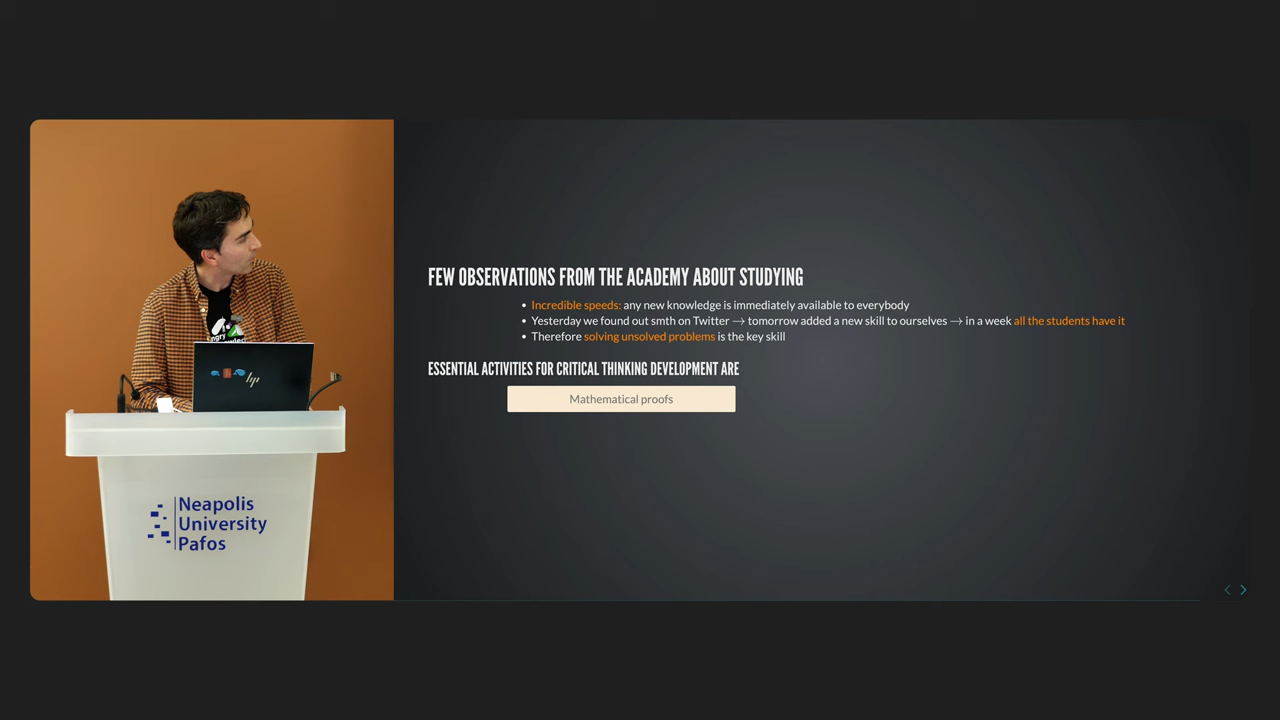 FEW OBSERVATIONS FROM THE ACADEMY ABOUT STUDYING
• Incredible speeds: any new knowledge is immediately available to everybody
• Yesterday we found out smth on Twitter → tomorrow added a new skill to ourselves → in a week all the students have it
• Therefore solving unsolved problems is the key skill
ESSENTIAL ACTIVITIES FOR CRITICAL THINKING DEVELOPMENT ARE
Mathematical proofs
hp
Neapolis
University
Pafos